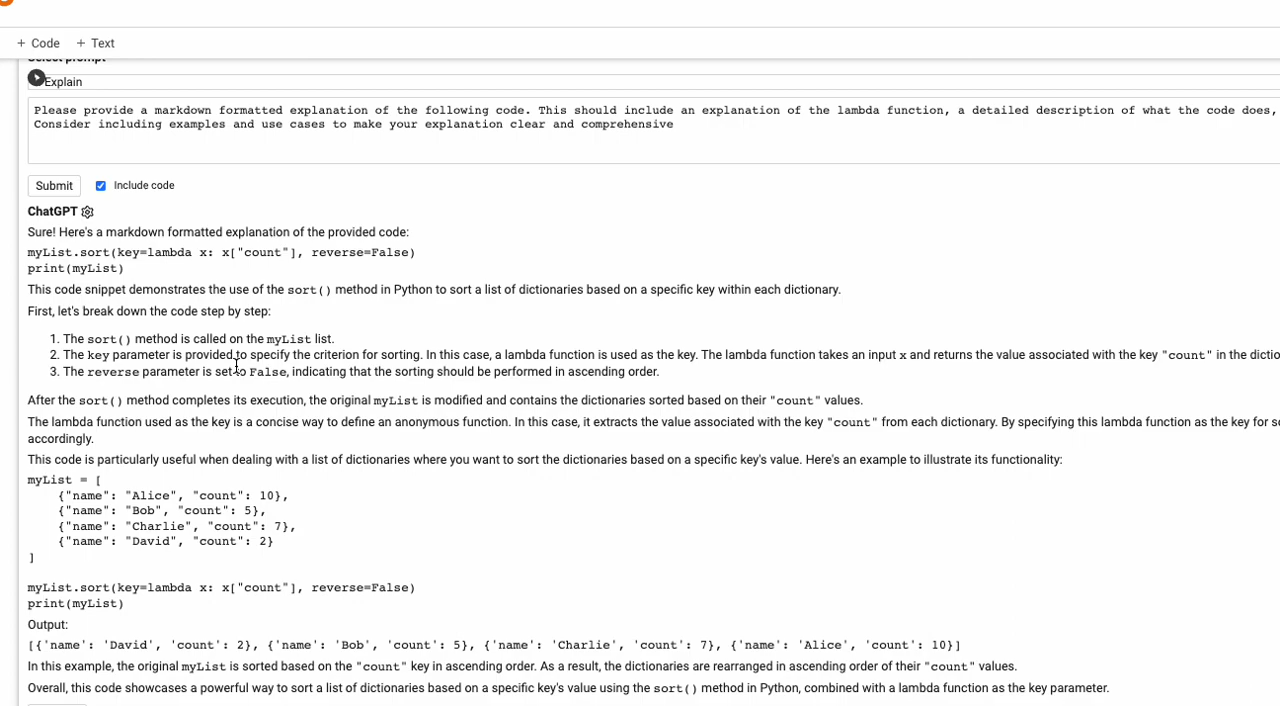 + Code + Text
Select prompt
Explain
Please provide a markdown formatted explanation of the following code. This should include an explanation of the lambda function, a detailed description of what the code does,
Consider including examples and use cases to make your explanation clear and comprehensive
Submit Include code
ChatGPT
Sure! Here's a markdown formatted explanation of the provided code:
myList.sort(key=lambda x: x["count"], reverse=False)
print(myList)
This code snippet demonstrates the use of the sort() method in Python to sort a list of dictionaries based on a specific key within each dictionary.
First, let's break down the code step by step:
1. The sort() method is called on the myList list.
2. The key parameter is provided to specify the criterion for sorting. In this case, a lambda function is used as the key. The lambda function takes an input x and returns the value associated with the key "count" in the
3. The reverse parameter is set to False, indicating that the sorting should be performed in ascending order.
After the sort() method completes its execution, the original myList is modified and contains the dictionaries sorted based on their "count" values.
The lambda function used as the key is a concise way to define an anonymous function. In this case, it extracts the value associated with the key "count" from each dictionary. By specifying this lambda function as the key for
accordingly.
This code is particularly useful when dealing with a list of dictionaries where you want to sort the dictionaries based on a specific key's value. Here's an example to illustrate its functionality:
myList = [
{"name": "Alice", "count": 10},
{"name": "Bob", "count": 5},
{"name": "Charlie", "count": 7},
{"name": "David", "count": 2}
]
myList.sort(key=lambda x: x["count"], reverse=False)
print(myList)
Output:
[{'name': 'David', 'count': 2}, {'name': 'Bob', 'count': 5}, {'name': 'Charlie', 'count': 7}, {'name': 'Alice', 'count': 10}]
In this example, the original myList is sorted based on the "count" key in ascending order. As a result, the dictionaries are rearranged in ascending order of their "count" values.
Overall, this code showcases a powerful way to sort a list of dictionaries based on a specific key's value using the sort() method in Python, combined with a lambda function as the key parameter.